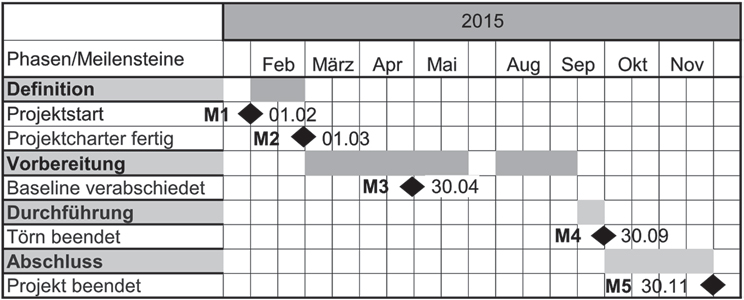 2015
Phasen/Meilensteine Feb März Apr Mai Aug Sep Okt Nov
Definition
Projektstart M1 01.02
Projektcharter fertig M2 01.03
Vorbereitung
Baseline verabschiedet M3 30.04
Durchführung
Törn beendet M4 30.09
Abschluss
Projekt beendet M5 30.11